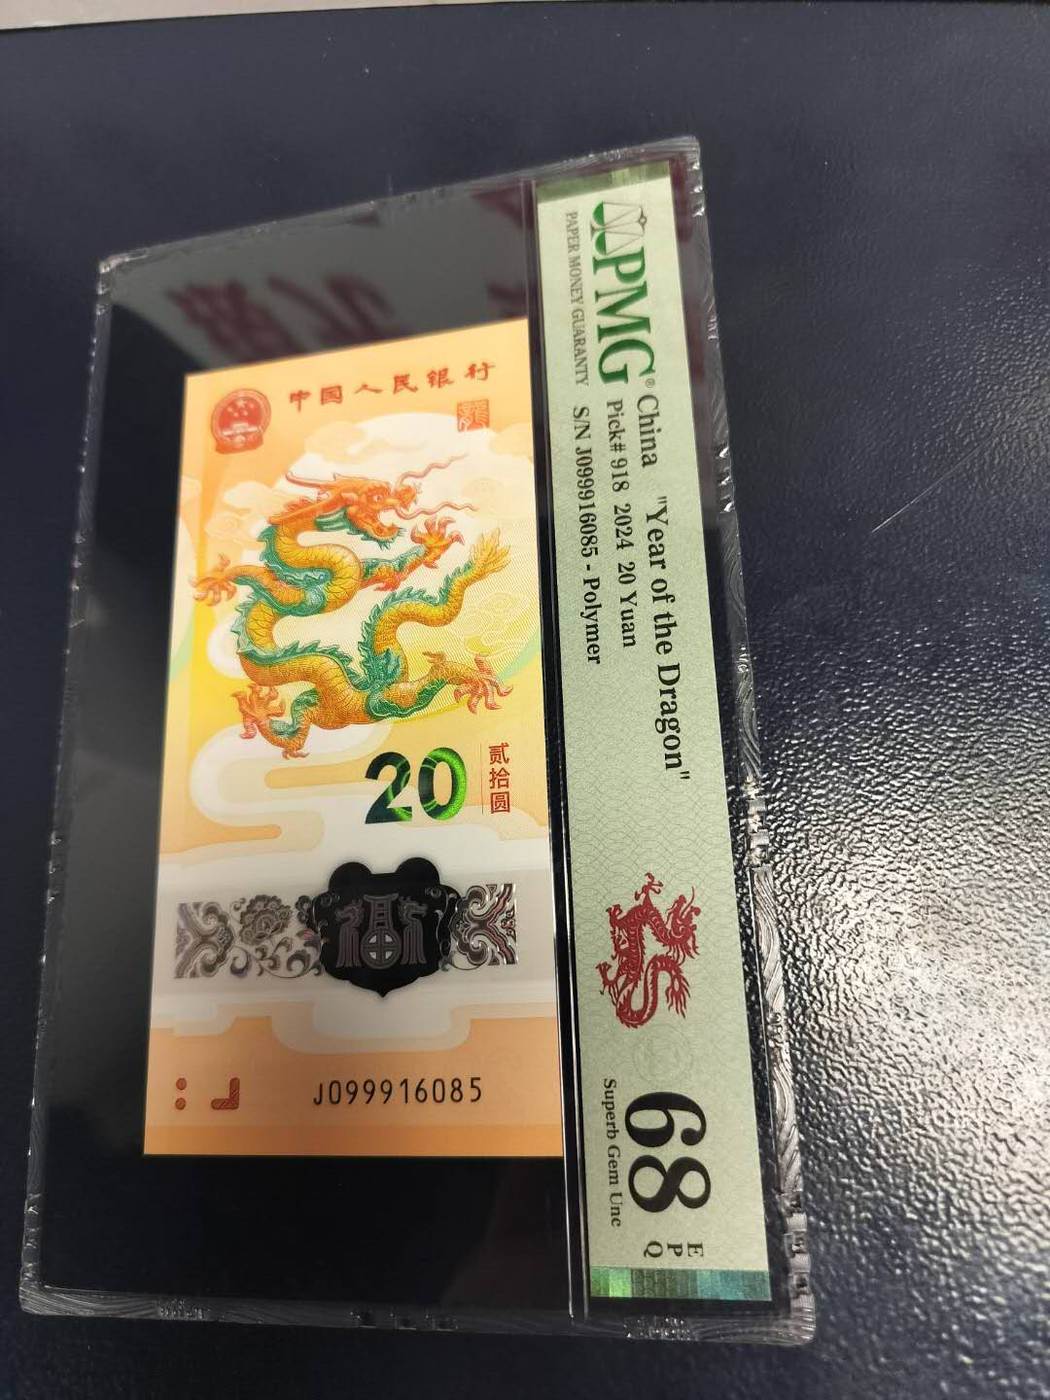 中国人民银行
贰拾圆
20
J099916085
PMG®
PAPER MONEY GUARANTY
China "Year of the Dragon"
Pick# 918 2024 20 Yuan
S/N J099916085 - Polymer
68
EPQ
Superb Gem Unc